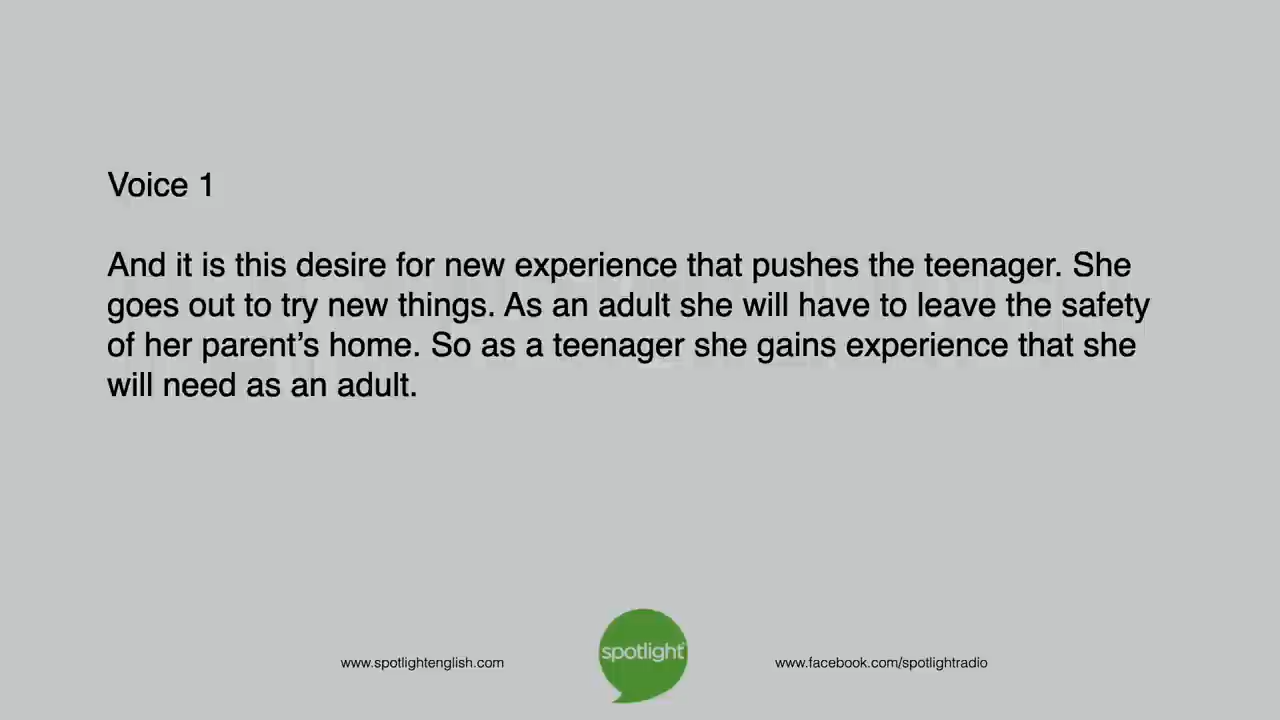 Voice 1
And it is this desire for new experience that pushes the teenager. She
goes out to try new things. As an adult she will have to leave the safety
of her parent’s home. So as a teenager she gains experience that she
will need as an adult.
www.spotlightenglish.com
spotlight
www.facebook.com/spotlightradio